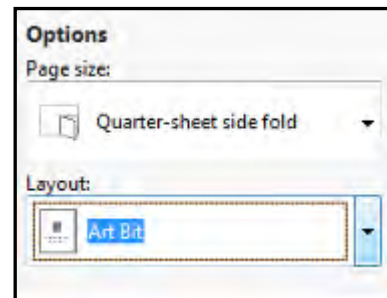 Options
Page size:
Quarter-sheet side fold
Layout:
Art Bit